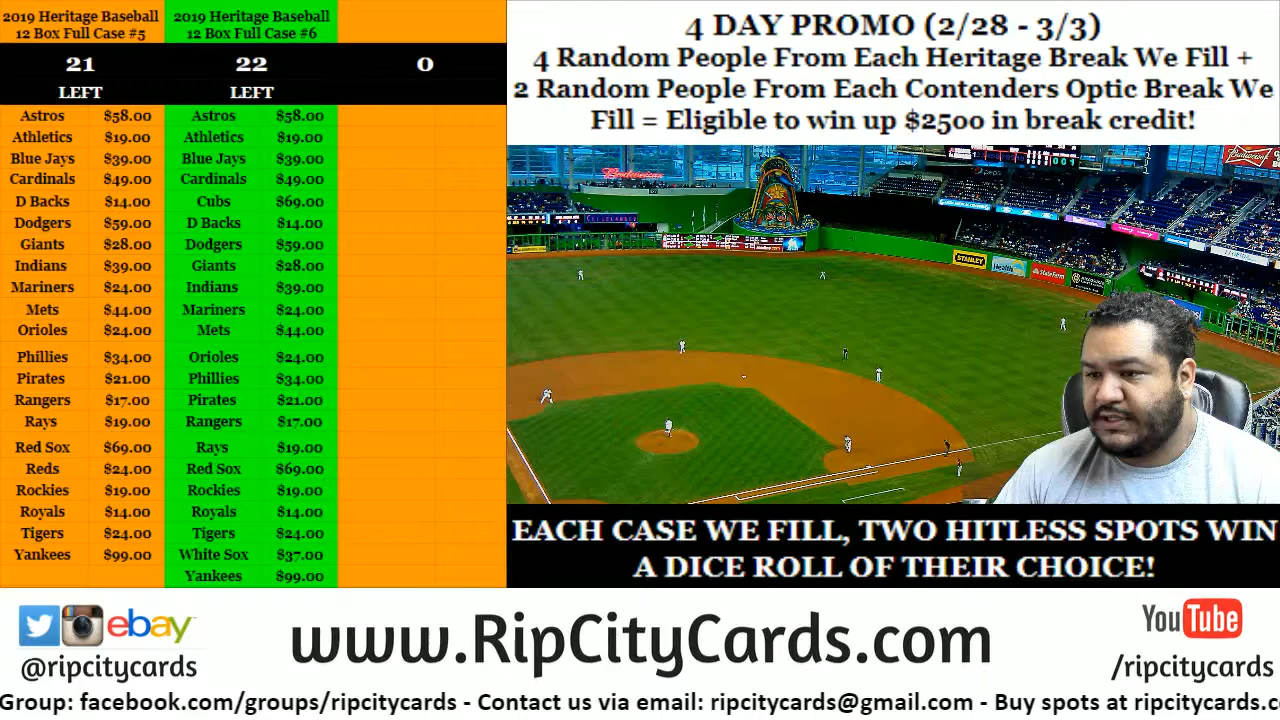 2019 Heritage Baseball
12 Box Full Case #5
21
LEFT
Astros $58.00
Athletics $19.00
Blue Jays $39.00
Cardinals $49.00
D Backs $14.00
Dodgers $59.00
Giants $28.00
Indians $39.00
Mariners $24.00
Mets $44.00
Orioles $24.00
Phillies $34.00
Pirates $21.00
Rangers $17.00
Rays $19.00
Red Sox $69.00
Reds $24.00
Rockies $19.00
Royals $14.00
Tigers $24.00
Yankees $99.00
2019 Heritage Baseball
12 Box Full Case #6
22
LEFT
Astros $58.00
Athletics $19.00
Blue Jays $39.00
Cardinals $49.00
Cubs $69.00
D Backs $14.00
Dodgers $59.00
Giants $28.00
Indians $39.00
Mariners $24.00
Mets $44.00
Orioles $24.00
Phillies $34.00
Pirates $21.00
Rangers $17.00
Rays $19.00
Red Sox $69.00
Rockies $19.00
Royals $14.00
Tigers $24.00
White Sox $37.00
Yankees $99.00
0
4 DAY PROMO (2/28 - 3/3)
4 Random People From Each Heritage Break We Fill +
2 Random People From Each Contenders Optic Break We
Fill = Eligible to win up $2500 in break credit!
Budweiser
Budweiser
pepsi
STANLEY
Health
State Farm
EACH CASE WE FILL, TWO HITLESS SPOTS WIN
A DICE ROLL OF THEIR CHOICE!
ebay
@ripcitycards
www.RipCityCards.com
YouTube
/ripcitycards
Group: facebook.com/groups/ripcitycards - Contact us via email: ripcitycards@gmail.com - Buy spots at ripcitycards.c